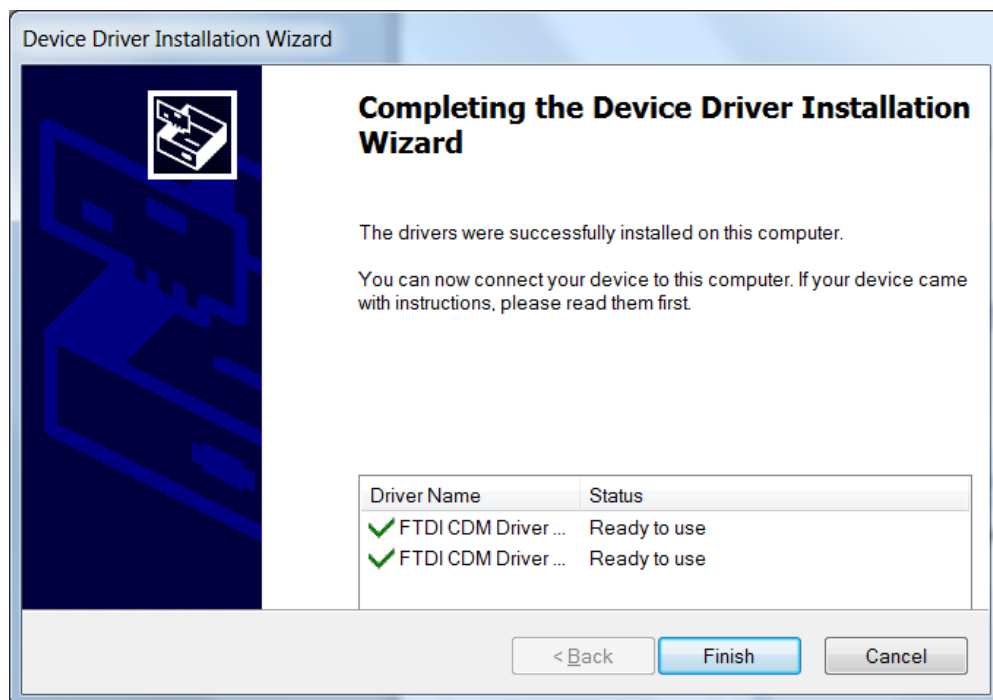 Device Driver Installation Wizard
Completing the Device Driver Installation
Wizard
The drivers were successfully installed on this computer.
You can now connect your device to this computer. If your device came
with instructions, please read them first.
Driver Name Status
FTDI CDM Driver ... Ready to use
FTDI CDM Driver ... Ready to use
< Back Finish Cancel